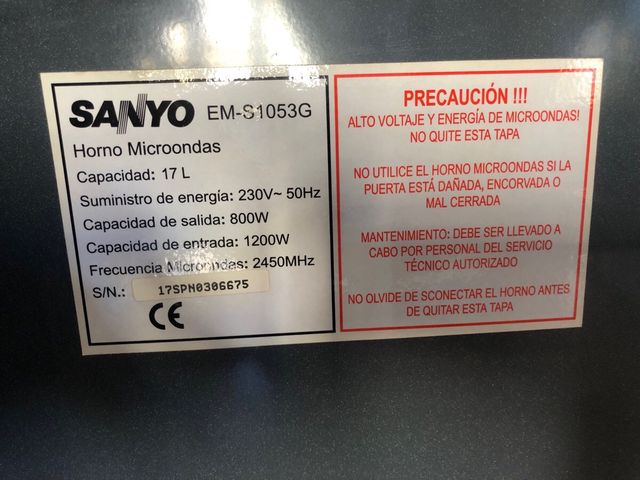 SANYO EM-S1053G
Horno Microondas
Capacidad: 17 L
Suministro de energía: 230V~ 50Hz
Capacidad de salida: 800W
Capacidad de entrada: 1200W
Frecuencia Microondas: 2450MHz
S/N.: 17SPN0306675
CE
PRECAUCIÓN !!!
ALTO VOLTAJE Y ENERGÍA DE MICROONDAS!
NO QUITE ESTA TAPA
NO UTILICE EL HORNO MICROONDAS SI LA
PUERTA ESTÁ DAÑADA, ENCORVADA O
MAL CERRADA
MANTENIMIENTO: DEBE SER LLEVADO A
CABO POR PERSONAL DEL SERVICIO
TÉCNICO AUTORIZADO
NO OLVIDE DE SCONECTAR EL HORNO ANTES
DE QUITAR ESTA TAPA